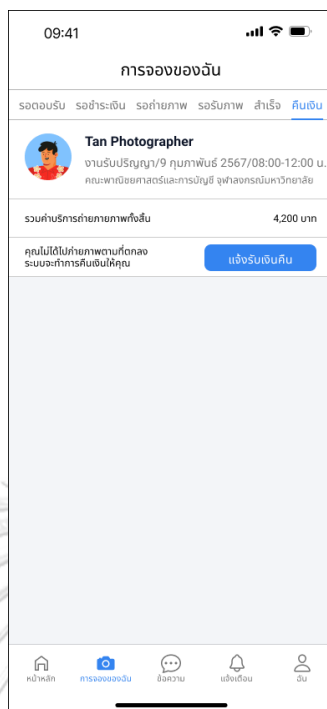 09:41
การจองของฉัน
รอตอบรับ รอชำระเงิน รอถ่ายภาพ รอรับภาพ สำเร็จ คืนเงิน
Tan Photographer
งานรับปริญญา/9 กุมภาพันธ์ 2567/08:00-12:00 น.
คณะพาณิชยศาสตร์และการบัญชี จุฬาลงกรณ์มหาวิทยาลัย
รวมค่าบริการถ่ายภายภาพทั้งสิ้น 4,200 บาท
คุณไม่ได้ไปถ่ายภาพตามที่ตกลง
ระบบจะทำการคืนเงินให้คุณ
แจ้งรับเงินคืน
หน้าหลัก การจองของฉัน ข้อความ แจ้งเตือน ฉัน